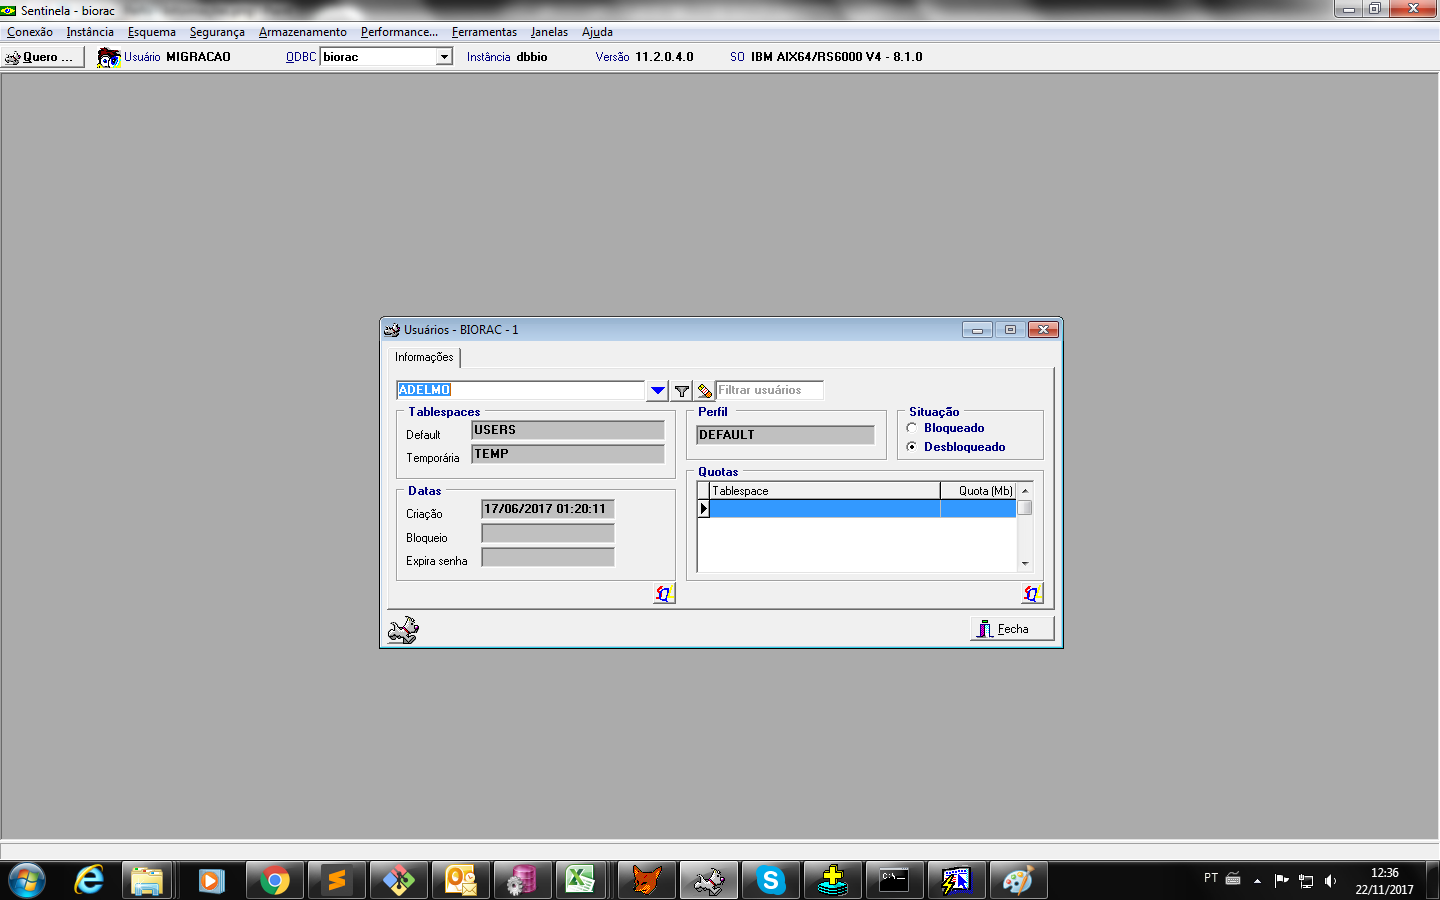 Sentinela - biorac
Conexão Instância Esquema Segurança Armazenamento Performance... Ferramentas Janelas Ajuda
Quero ... Usuário MIGRACAO ODBC biorac Instância dbbio Versão 11.2.0.4.0 SO IBM AIX64/RS6000 V4 - 8.1.0
Usuários - BIORAC - 1
Informações
ADELMO Filtrar usuários
Tablespaces
Default USERS
Temporária TEMP
Perfil
DEFAULT
Situação
Bloqueado
Desbloqueado
Datas
Criação 17/06/2017 01:20:11
Bloqueio
Expira senha
Quotas
Tablespace Quota (Mb)
Fecha
C:\_
PT 12:36
22/11/2017